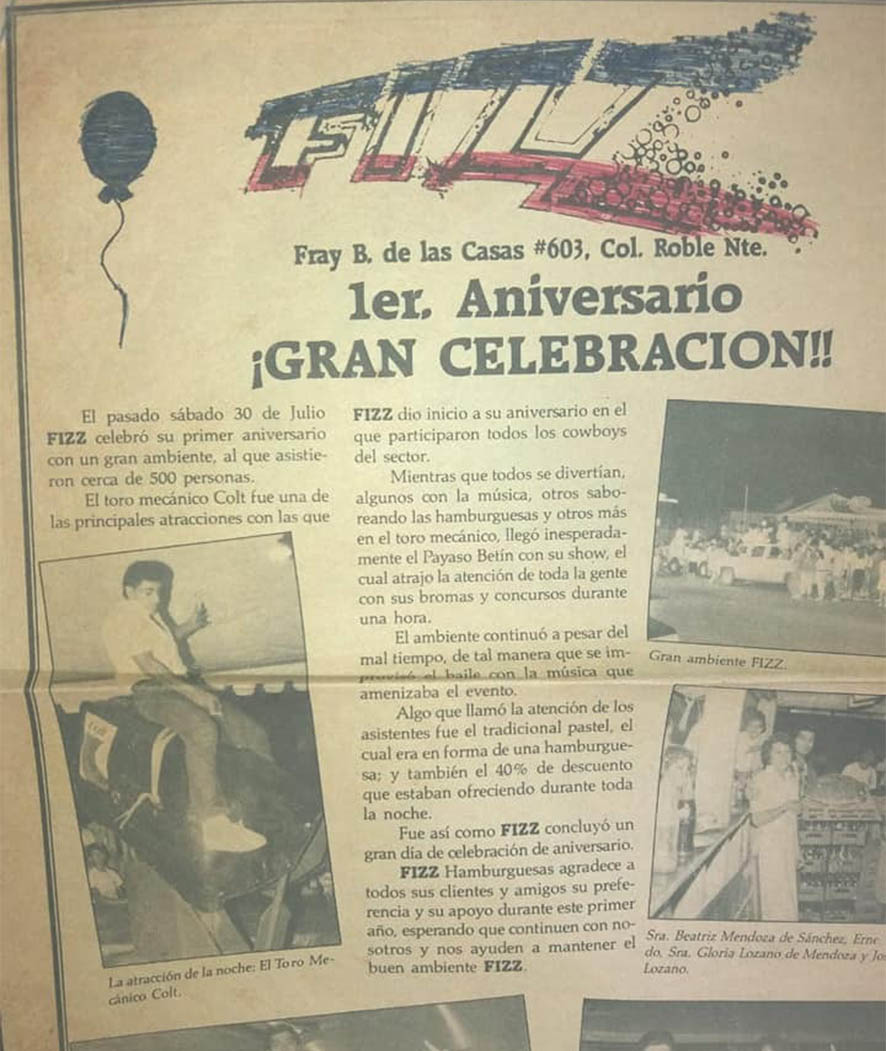 FIZZ
Fray B. de las Casas #603, Col. Roble Nte.
1er. Aniversario
¡GRAN CELEBRACION!!
El pasado sábado 30 de Julio
FIZZ celebró su primer aniversario
con un gran ambiente, al que asistie-
ron cerca de 500 personas.
El toro mecánico Colt fue una de
las principales atracciones con las que
FIZZ dio inicio a su aniversario en el
que participaron todos los cowboys
del sector.
Mientras que todos se divertían,
algunos con la música, otros sabo-
reando las hamburguesas y otros más
en el toro mecánico, llegó inesperada-
mente el Payaso Betín con su show, el
cual atrajo la atención de toda la gente
con sus bromas y concursos durante
una hora.
El ambiente continuó a pesar del
mal tiempo, de tal manera que se im-
provisó el baile con la música que
amenizaba el evento.
Algo que llamó la atención de los
asistentes fue el tradicional pastel, el
cual era en forma de una hamburgue-
sa; y también el 40% de descuento
que estaban ofreciendo durante toda
la noche.
Fue así como FIZZ concluyó un
gran día de celebración de aniversario.
FIZZ Hamburguesas agradece a
todos sus clientes y amigos su prefe-
rencia y su apoyo durante este primer
año, esperando que continuen con no-
sotros y nos ayuden a mantener el
buen ambiente FIZZ.
La atracción de la noche: El Toro Me-
cánico Colt.
Gran ambiente FIZZ.
Sra. Beatriz Mendoza de Sánchez, Erne
do, Sra. Gloria Lozano de Mendoza y Jos
Lozano.